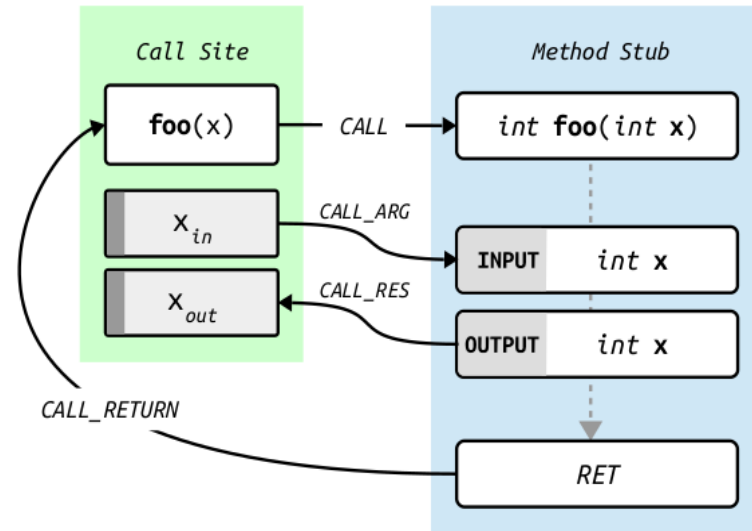 Call Site
Method Stub
foo(x)
CALL
int foo(int x)
x_in
CALL_ARG
INPUT int x
x_out
CALL_RES
OUTPUT int x
CALL_RETURN
RET